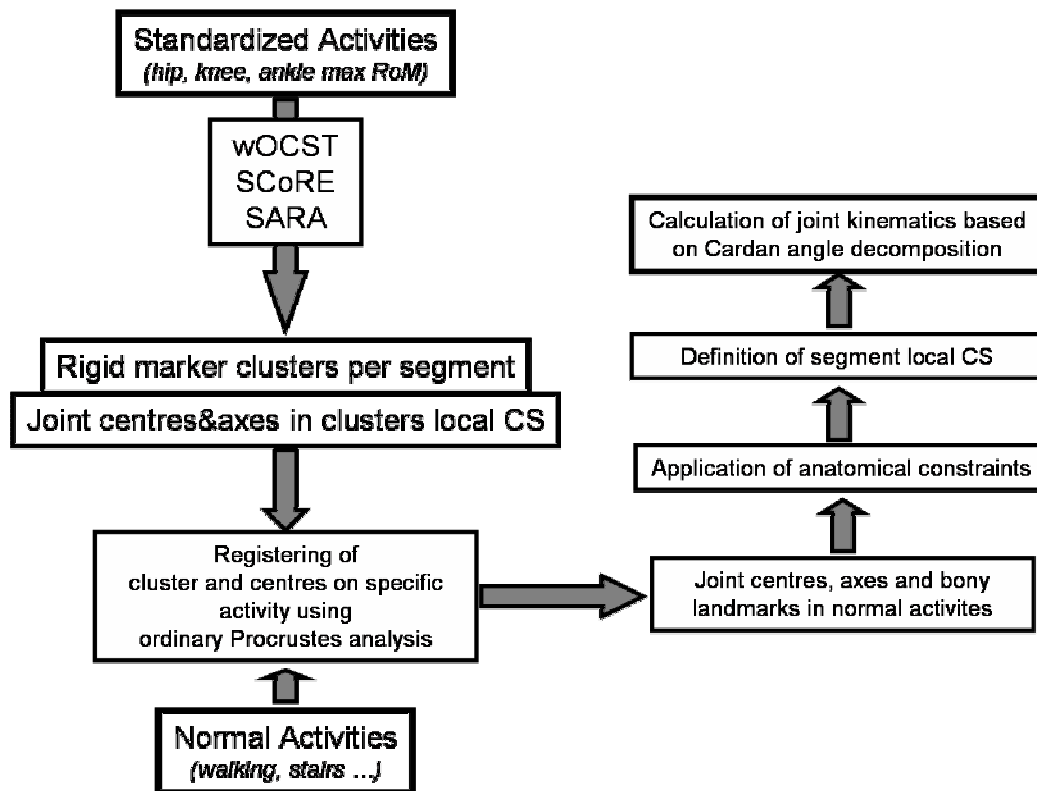 Standardized Activities
(hip, knee, ankle max RoM)
wOCST
SCoRE
SARA
Rigid marker clusters per segment
Joint centres&axes in clusters local CS
Registering of
cluster and centres on specific
activity using
ordinary Procrustes analysis
Normal Activities
(walking, stairs ...)
Calculation of joint kinematics based
on Cardan angle decomposition
Definition of segment local CS
Application of anatomical constraints
Joint centres, axes and bony
landmarks in normal activites